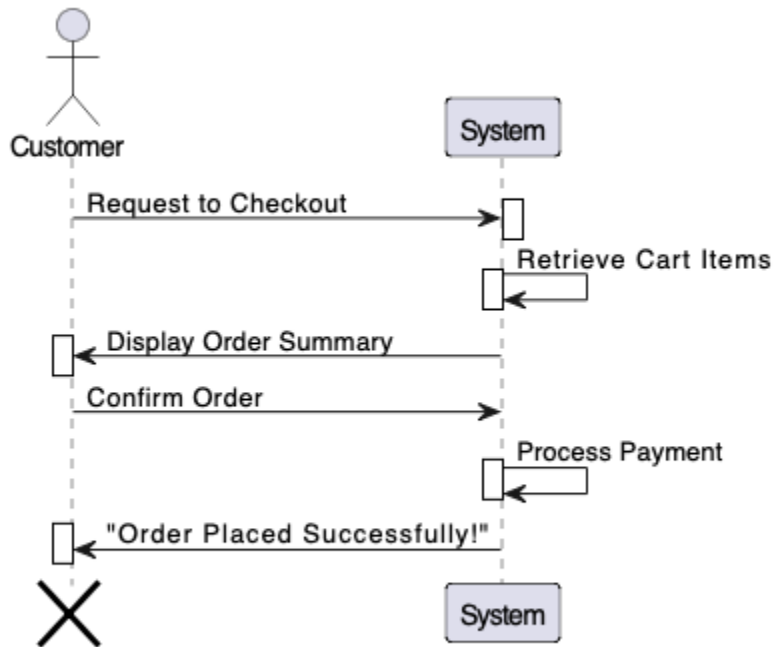 Customer
System
Request to Checkout
Retrieve Cart Items
Display Order Summary
Confirm Order
Process Payment
"Order Placed Successfully!"
System